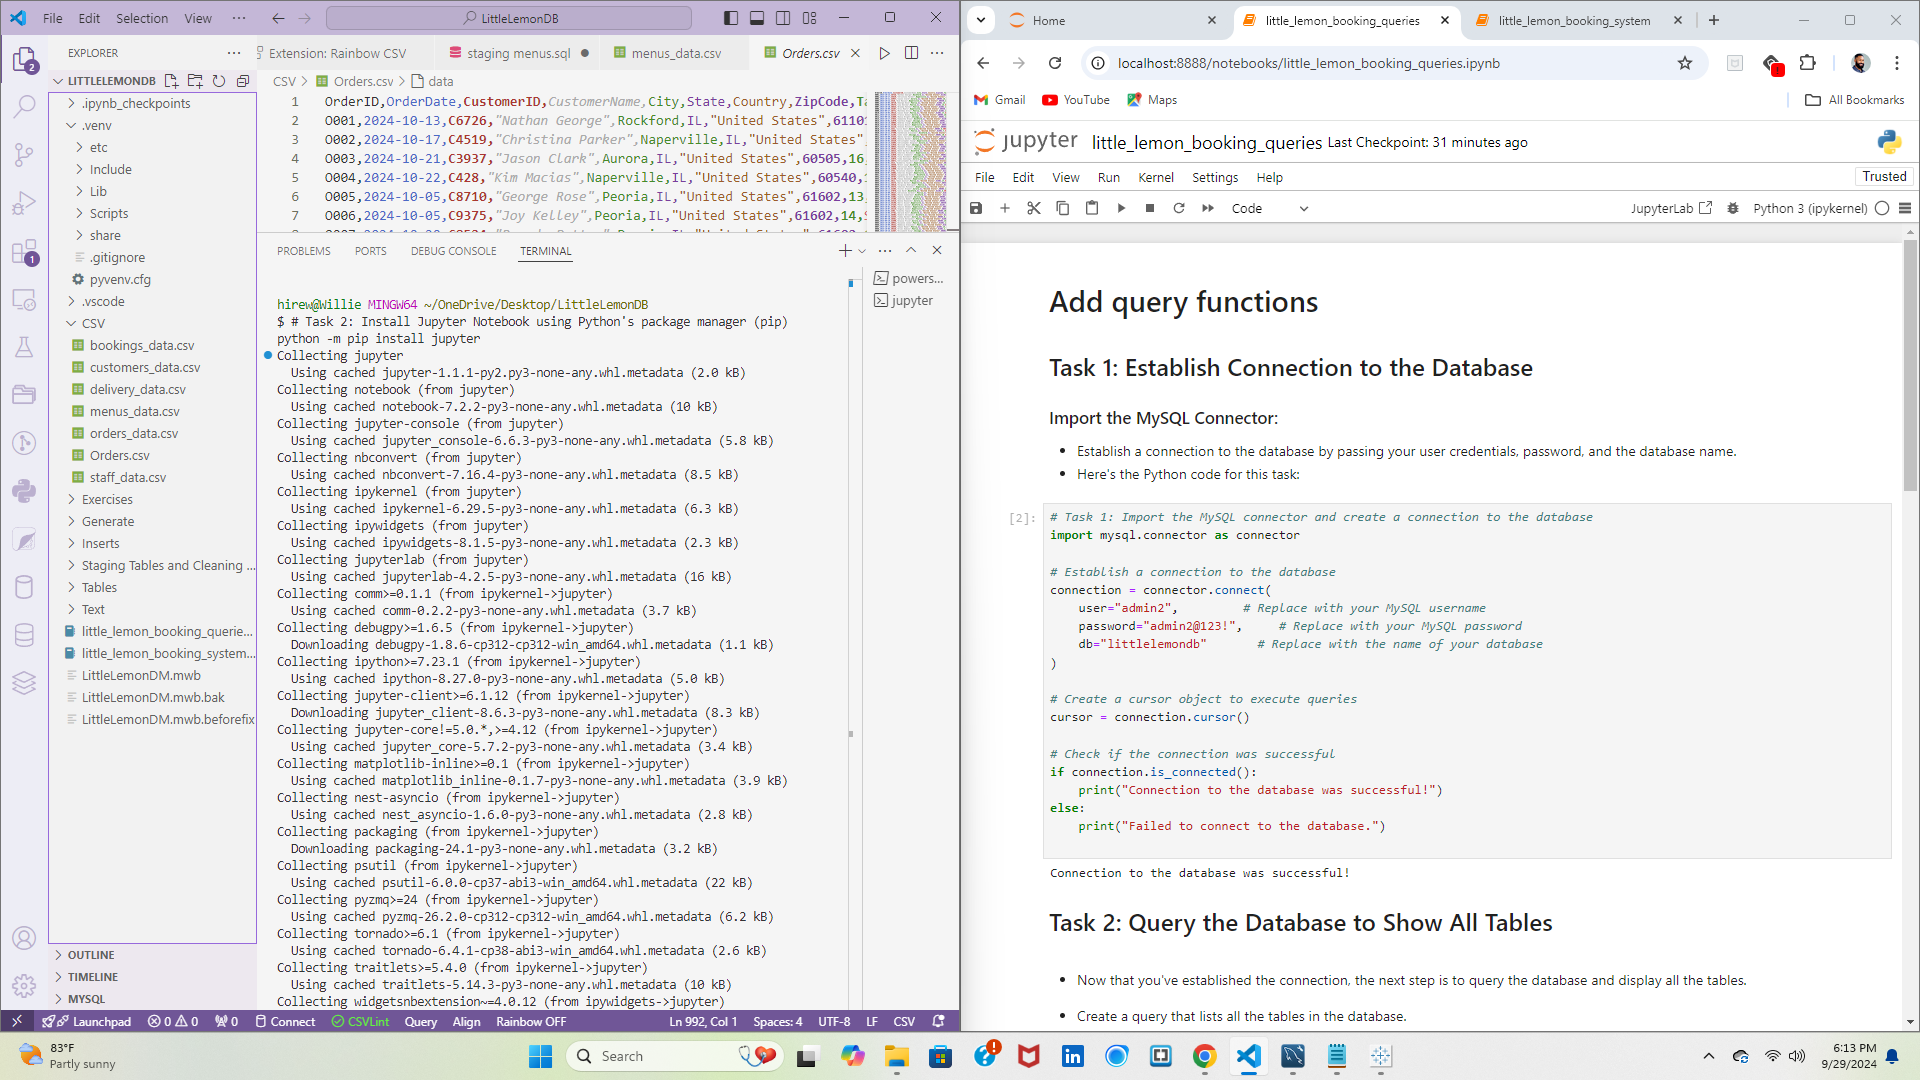 File Edit Selection View ··· LittleLemonDB
EXPLORER
LITTLELEMONDB
.ipynb_checkpoints
.venv
etc
Include
Lib
Scripts
share
.gitignore
pyvenv.cfg
.vscode
CSV
bookings_data.csv
customers_data.csv
delivery_data.csv
menus_data.csv
orders_data.csv
Orders.csv
staff_data.csv
Exercises
Generate
Inserts
Staging Tables and Cleaning ...
Tables
Text
little_lemon_booking_querie...
little_lemon_booking_system...
LittleLemonDM.mwb
LittleLemonDM.mwb.bak
LittleLemonDM.mwb.beforefix
OUTLINE
TIMELINE
MYSQL
2
1
Extension: Rainbow CSV staging menus.sql menus_data.csv Orders.csv
CSV > Orders.csv > data
1 OrderID,OrderDate,CustomerID,CustomerName,City,State,Country,ZipCode,Ta
2 O001,2024-10-13,C6726,"Nathan George",Rockford,IL,"United States",61101
3 O002,2024-10-17,C4519,"Christina Parker",Naperville,IL,"United States",
4 O003,2024-10-21,C3937,"Jason Clark",Aurora,IL,"United States",60505,16,
5 O004,2024-10-22,C428,"Kim Macias",Naperville,IL,"United States",60540,1
6 O005,2024-10-05,C8710,"George Rose",Peoria,IL,"United States",61602,13,
7 O006,2024-10-05,C9375,"Joy Kelley",Peoria,IL,"United States",61602,14,
PROBLEMS PORTS DEBUG CONSOLE TERMINAL
powers...
jupyter
hirew@Willie MINGW64 ~/OneDrive/Desktop/LittleLemonDB
$ # Task 2: Install Jupyter Notebook using Python's package manager (pip)
python -m pip install jupyter
Collecting jupyter
Using cached jupyter-1.1.1-py2.py3-none-any.whl.metadata (2.0 kB)
Collecting notebook (from jupyter)
Using cached notebook-7.2.2-py3-none-any.whl.metadata (10 kB)
Collecting jupyter-console (from jupyter)
Using cached jupyter_console-6.6.3-py3-none-any.whl.metadata (5.8 kB)
Collecting nbconvert (from jupyter)
Using cached nbconvert-7.16.4-py3-none-any.whl.metadata (8.5 kB)
Collecting ipykernel (from jupyter)
Using cached ipykernel-6.29.5-py3-none-any.whl.metadata (6.3 kB)
Collecting ipywidgets (from jupyter)
Using cached ipywidgets-8.1.5-py3-none-any.whl.metadata (2.3 kB)
Collecting jupyterlab (from jupyter)
Using cached jupyterlab-4.2.5-py3-none-any.whl.metadata (16 kB)
Collecting comm>=0.1.1 (from ipykernel->jupyter)
Using cached comm-0.2.2-py3-none-any.whl.metadata (3.7 kB)
Collecting debugpy>=1.6.5 (from ipykernel->jupyter)
Downloading debugpy-1.8.6-cp312-cp312-win_amd64.whl.metadata (1.1 kB)
Collecting ipython>=7.23.1 (from ipykernel->jupyter)
Using cached ipython-8.27.0-py3-none-any.whl.metadata (5.0 kB)
Collecting jupyter-client>=6.1.12 (from ipykernel->jupyter)
Downloading jupyter_client-8.6.3-py3-none-any.whl.metadata (8.3 kB)
Collecting jupyter-core!=5.0.*,>=4.12 (from ipykernel->jupyter)
Using cached jupyter_core-5.7.2-py3-none-any.whl.metadata (3.4 kB)
Collecting matplotlib-inline>=0.1 (from ipykernel->jupyter)
Using cached matplotlib_inline-0.1.7-py3-none-any.whl.metadata (3.9 kB)
Collecting nest-asyncio (from ipykernel->jupyter)
Using cached nest_asyncio-1.6.0-py3-none-any.whl.metadata (2.8 kB)
Collecting packaging (from ipykernel->jupyter)
Downloading packaging-24.1-py3-none-any.whl.metadata (3.2 kB)
Collecting psutil (from ipykernel->jupyter)
Using cached psutil-6.0.0-cp37-abi3-win_amd64.whl.metadata (22 kB)
Collecting pyzmq>=24 (from ipykernel->jupyter)
Using cached pyzmq-26.2.0-cp312-cp312-win_amd64.whl.metadata (6.2 kB)
Collecting tornado>=6.1 (from ipykernel->jupyter)
Using cached tornado-6.4.1-cp38-abi3-win_amd64.whl.metadata (2.6 kB)
Collecting traitlets>=5.4.0 (from ipykernel->jupyter)
Using cached traitlets-5.14.3-py3-none-any.whl.metadata (10 kB)
Collecting widgetsnbextension~=4.0.12 (from ipywidgets->jupyter)
Launchpad 0 0 0 Connect CSVLint Query Align Rainbow OFF Ln 992, Col 1 Spaces: 4 UTF-8 LF CSV
Home little_lemon_booking_queries little_lemon_booking_system
localhost:8888/notebooks/little_lemon_booking_queries.ipynb
Gmail YouTube Maps All Bookmarks
jupyter little_lemon_booking_queries Last Checkpoint: 31 minutes ago
File Edit View Run Kernel Settings Help Trusted
Code JupyterLab Python 3 (ipykernel)
Add query functions
Task 1: Establish Connection to the Database
Import the MySQL Connector:
• Establish a connection to the database by passing your user credentials, password, and the database name.
• Here's the Python code for this task:
[2]: # Task 1: Import the MySQL connector and create a connection to the database
import mysql.connector as connector
# Establish a connection to the database
connection = connector.connect(
user="admin2", # Replace with your MySQL username
password="admin2@123!", # Replace with your MySQL password
db="littlelemondb" # Replace with the name of your database
)
# Create a cursor object to execute queries
cursor = connection.cursor()
# Check if the connection was successful
if connection.is_connected():
print("Connection to the database was successful!")
else:
print("Failed to connect to the database.")
Connection to the database was successful!
Task 2: Query the Database to Show All Tables
• Now that you've established the connection, the next step is to query the database and display all the tables.
• Create a query that lists all the tables in the database.
83°F
Partly sunny
Search
6:13 PM
9/29/2024